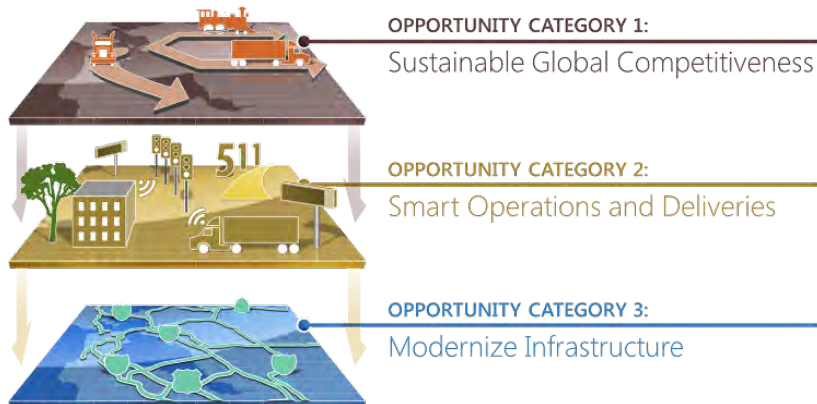 OPPORTUNITY CATEGORY 1:
Sustainable Global Competitiveness
511
OPPORTUNITY CATEGORY 2:
Smart Operations and Deliveries
OPPORTUNITY CATEGORY 3:
Modernize Infrastructure